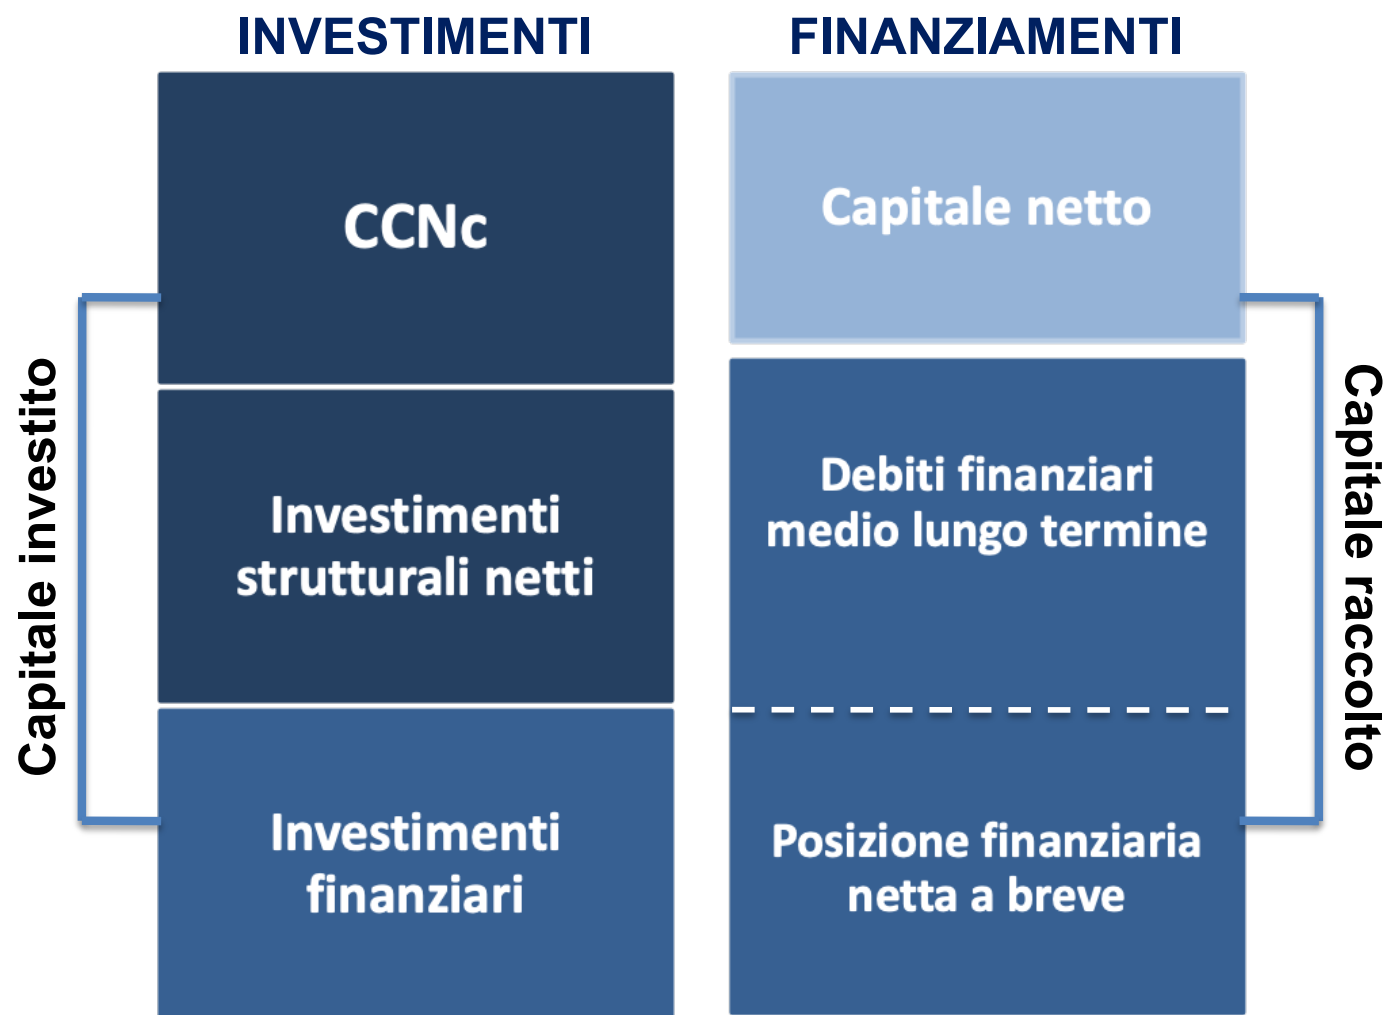 INVESTIMENTI
FINANZIAMENTI
CCNc
Capitale netto
Capitale investito
Investimenti
strutturali netti
Debiti finanziari
medio lungo termine
Capitale raccolto
Investimenti
finanziari
Posizione finanziaria
netta a breve